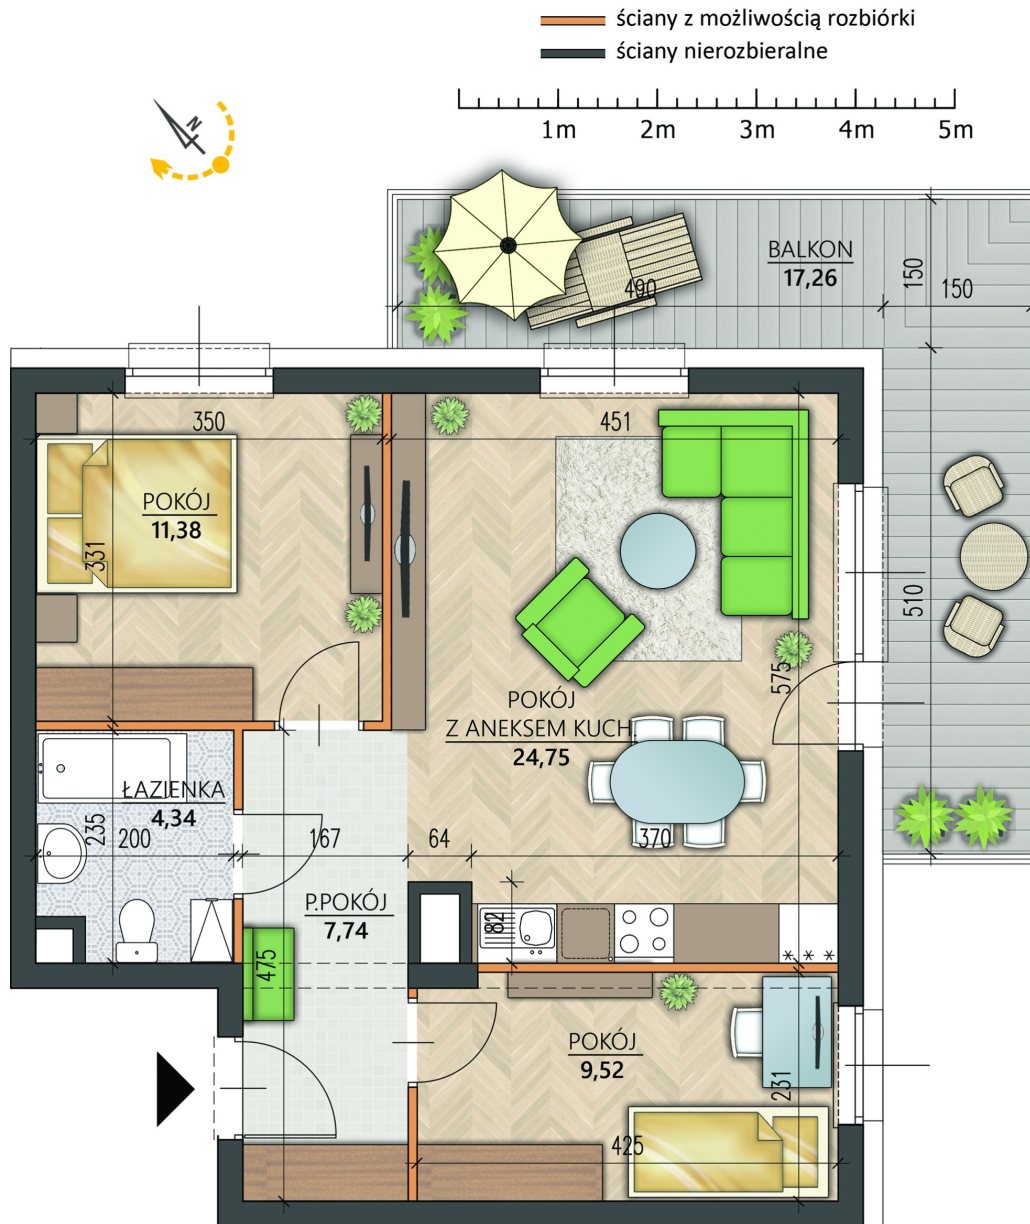 ściany z możliwością rozbiórki
ściany nierozbieralne
1m 2m 3m 4m 5m
N
BALKON
17,26
490
150
150
350
451
POKÓJ
11,38
331
510
575
POKÓJ
Z ANEKSEM KUCH.
24,75
ŁAZIENKA
4,34
235
200
167
64
370
P.POKÓJ
7,74
82
475
* * *
POKÓJ
9,52
231
425